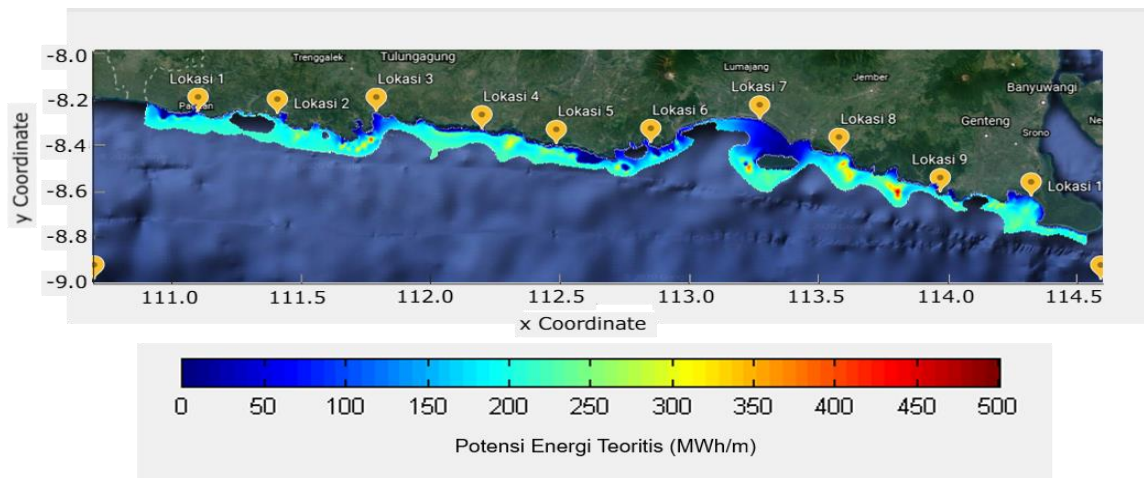 -8.0
-8.2
-8.4
-8.6
-8.8
-9.0
y Coordinate
Trenggalek
Tulungagung
Lumajang
Jember
Banyuwangi
Genteng
Srono
Lokasi 1
Lokasi 2
Lokasi 3
Lokasi 4
Lokasi 5
Lokasi 6
Lokasi 7
Lokasi 8
Lokasi 9
Lokasi 1
111.0 111.5 112.0 112.5 113.0 113.5 114.0 114.5
x Coordinate
0 50 100 150 200 250 300 350 400 450 500
Potensi Energi Teoritis (MWh/m)